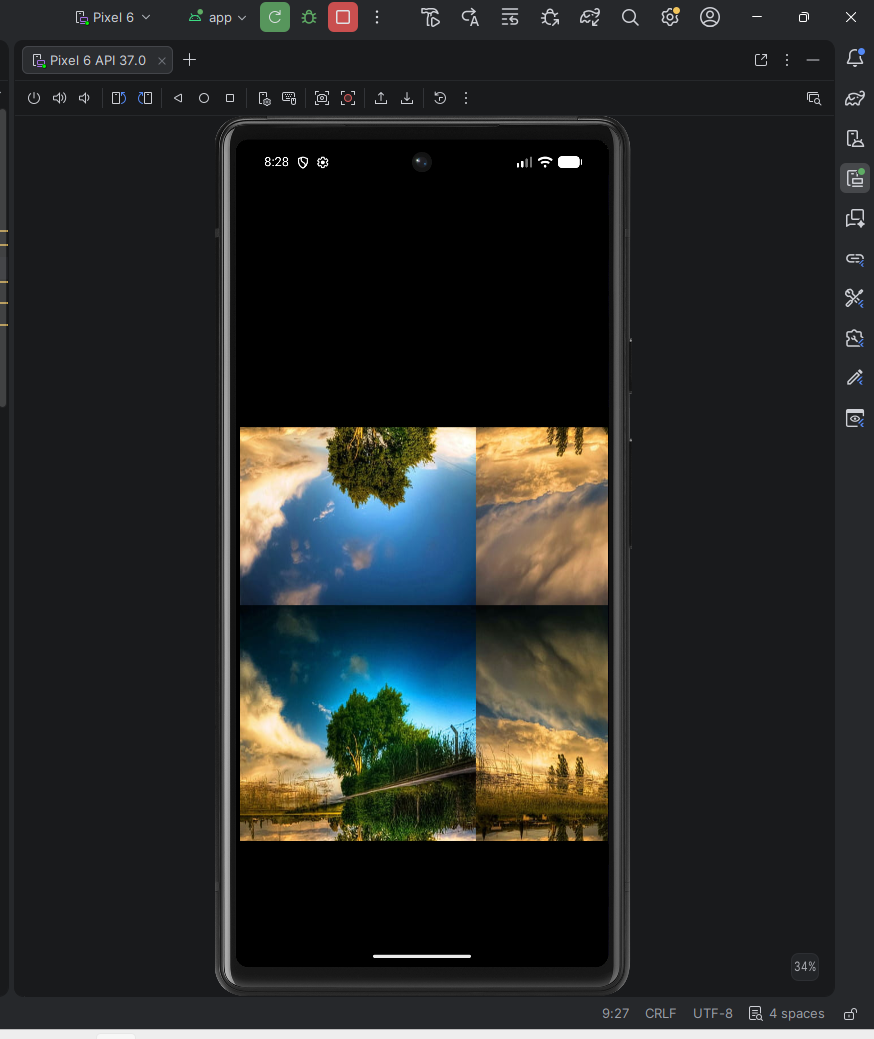 Pixel 6 app
Pixel 6 API 37.0
8:28
34%
9:27 CRLF UTF-8 4 spaces